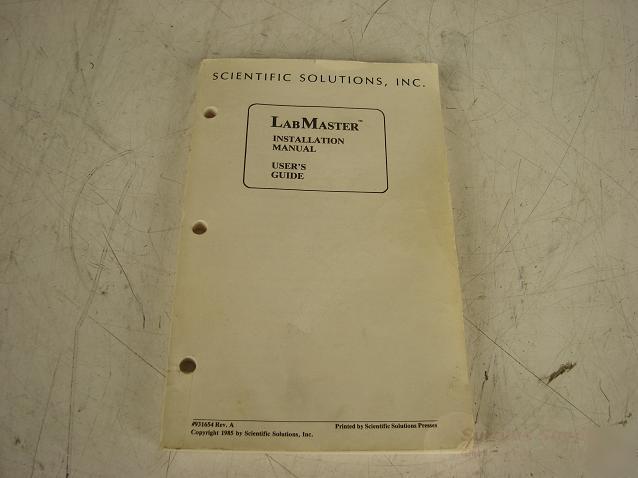 SCIENTIFIC SOLUTIONS, INC.
LABMASTER™
INSTALLATION
MANUAL
USER'S
GUIDE
#931654 Rev. A
Printed by Scientific Solutions Presses
Copyright 1985 by Scientific Solutions, Inc.